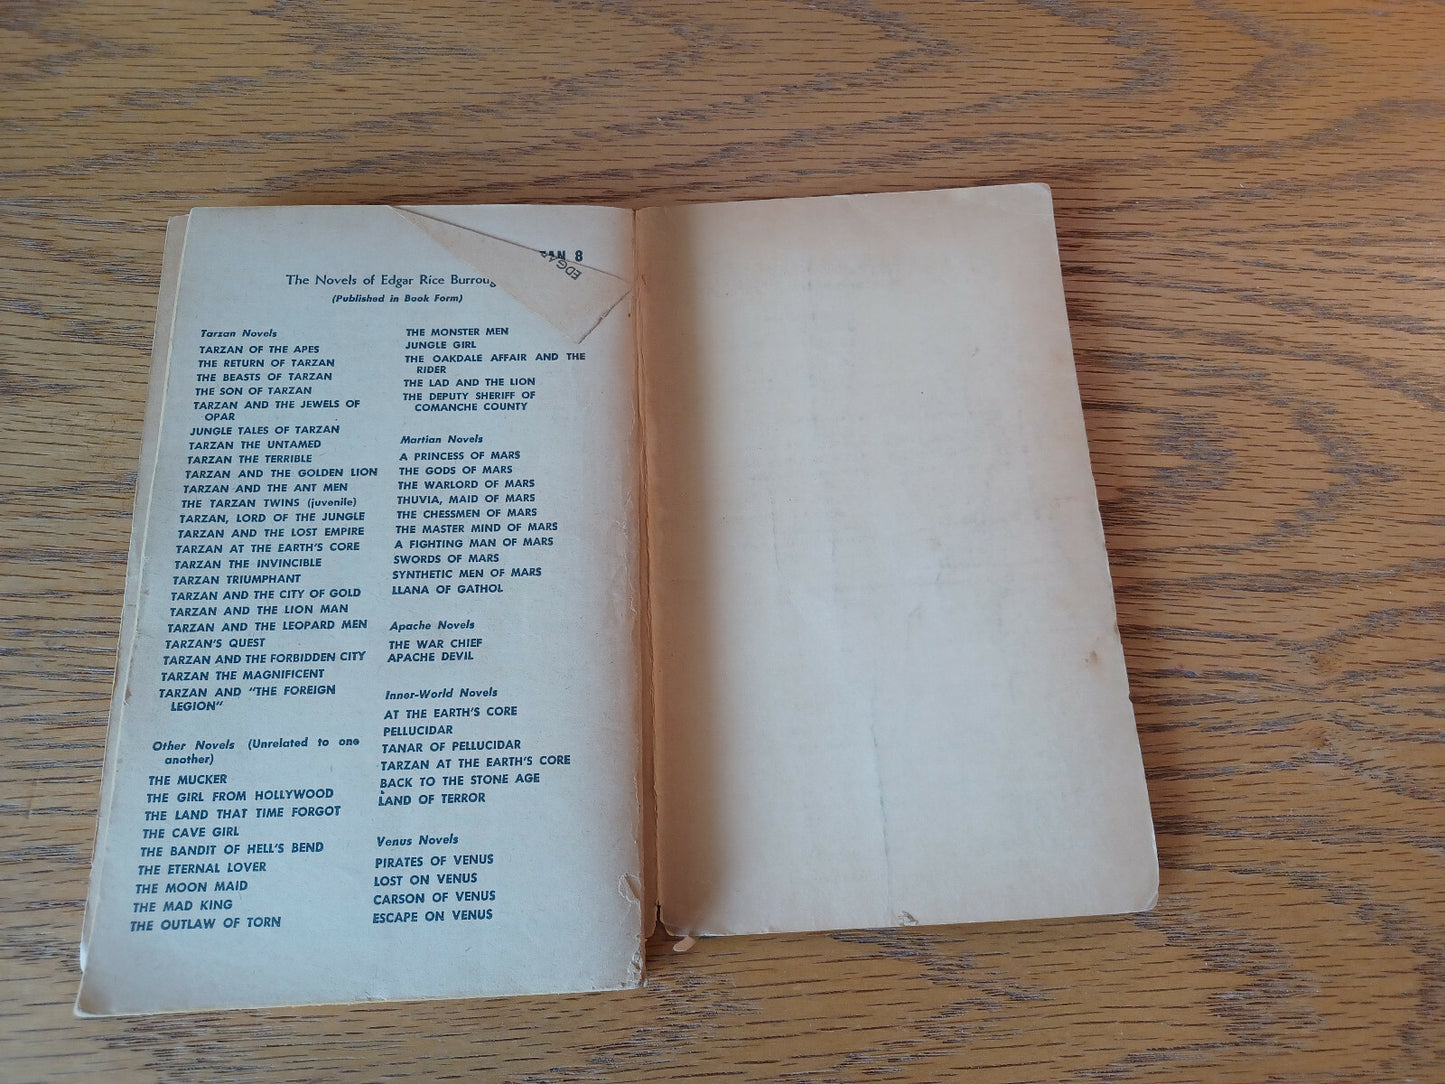 8
EDGA
The Novels of Edgar Rice
(Published in Book Form)
Tarzan Novels
TARZAN OF THE APES
THE RETURN OF TARZAN
THE BEASTS OF TARZAN
THE SON OF TARZAN
TARZAN AND THE JEWELS OF
OPAR
JUNGLE TALES OF TARZAN
TARZAN THE UNTAMED
TARZAN THE TERRIBLE
TARZAN AND THE GOLDEN LION
TARZAN AND THE ANT MEN
THE TARZAN TWINS (juvenile)
TARZAN, LORD OF THE JUNGLE
TARZAN AND THE LOST EMPIRE
TARZAN AT THE EARTH'S CORE
TARZAN THE INVINCIBLE
TARZAN TRIUMPHANT
TARZAN AND THE CITY OF GOLD
TARZAN AND THE LION MAN
TARZAN AND THE LEOPARD MEN
TARZAN'S QUEST
TARZAN AND THE FORBIDDEN CITY
TARZAN THE MAGNIFICENT
TARZAN AND "THE FOREIGN
LEGION"
Other Novels (Unrelated to one
another)
THE MUCKER
THE GIRL FROM HOLLYWOOD
THE LAND THAT TIME FORGOT
THE CAVE GIRL
THE BANDIT OF HELL'S BEND
THE ETERNAL LOVER
THE MOON MAID
THE MAD KING
THE OUTLAW OF TORN
THE MONSTER MEN
JUNGLE GIRL
THE OAKDALE AFFAIR AND THE
RIDER
THE LAD AND THE LION
THE DEPUTY SHERIFF OF
COMANCHE COUNTY
Martian Novels
A PRINCESS OF MARS
THE GODS OF MARS
THE WARLORD OF MARS
THUVIA, MAID OF MARS
THE CHESSMEN OF MARS
THE MASTER MIND OF MARS
A FIGHTING MAN OF MARS
SWORDS OF MARS
SYNTHETIC MEN OF MARS
LLANA OF GATHOL
Apache Novels
THE WAR CHIEF
APACHE DEVIL
Inner-World Novels
AT THE EARTH'S CORE
PELLUCIDAR
TANAR OF PELLUCIDAR
TARZAN AT THE EARTH'S CORE
BACK TO THE STONE AGE
LAND OF TERROR
Venus Novels
PIRATES OF VENUS
LOST ON VENUS
CARSON OF VENUS
ESCAPE ON VENUS